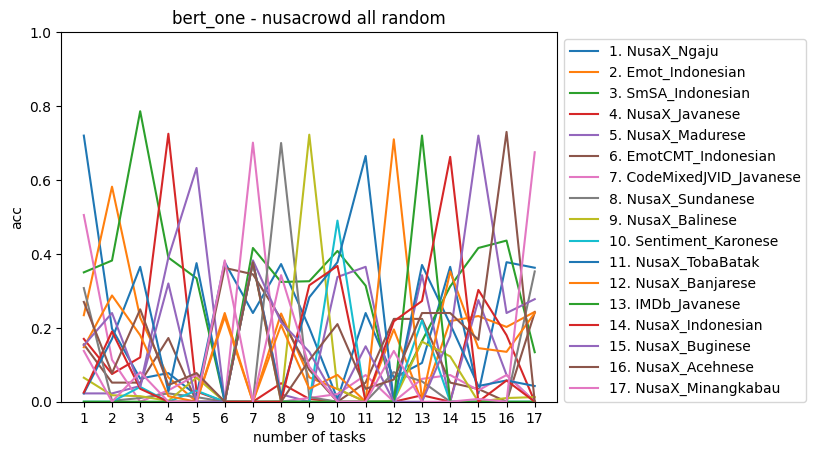 bert_one - nusacrowd all random
1.0
0.8
0.6
0.4
0.2
0.0
acc
1 2 3 4 5 6 7 8 9 10 11 12 13 14 15 16 17
number of tasks
1. NusaX_Ngaju
2. Emot_Indonesian
3. SmSA_Indonesian
4. NusaX_Javanese
5. NusaX_Madurese
6. EmotCMT_Indonesian
7. CodeMixedJVID_Javanese
8. NusaX_Sundanese
9. NusaX_Balinese
10. Sentiment_Karonese
11. NusaX_TobaBatak
12. NusaX_Banjarese
13. IMDb_Javanese
14. NusaX_Indonesian
15. NusaX_Buginese
16. NusaX_Acehnese
17. NusaX_Minangkabau